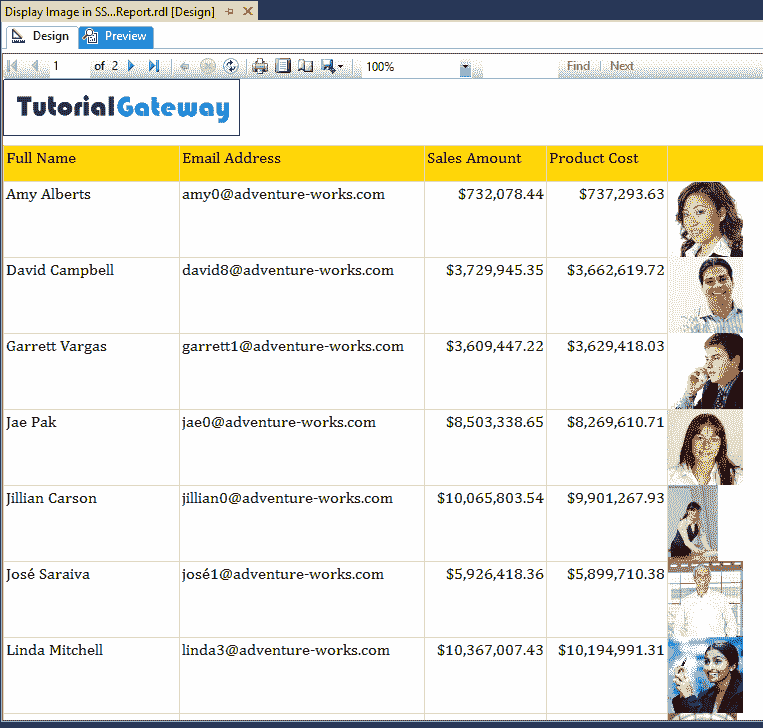 Display Image in SS...Report.rdl [Design]
Design Preview
1 of 2 100% Find | Next
TutorialGateway
Full Name Email Address Sales Amount Product Cost
Amy Alberts amy0@adventure-works.com $732,078.44 $737,293.63
David Campbell david8@adventure-works.com $3,729,945.35 $3,662,619.72
Garrett Vargas garrett1@adventure-works.com $3,609,447.22 $3,629,418.03
Jae Pak jae0@adventure-works.com $8,503,338.65 $8,269,610.71
Jillian Carson jillian0@adventure-works.com $10,065,803.54 $9,901,267.93
José Saraiva josé1@adventure-works.com $5,926,418.36 $5,899,710.38
Linda Mitchell linda3@adventure-works.com $10,367,007.43 $10,194,991.31